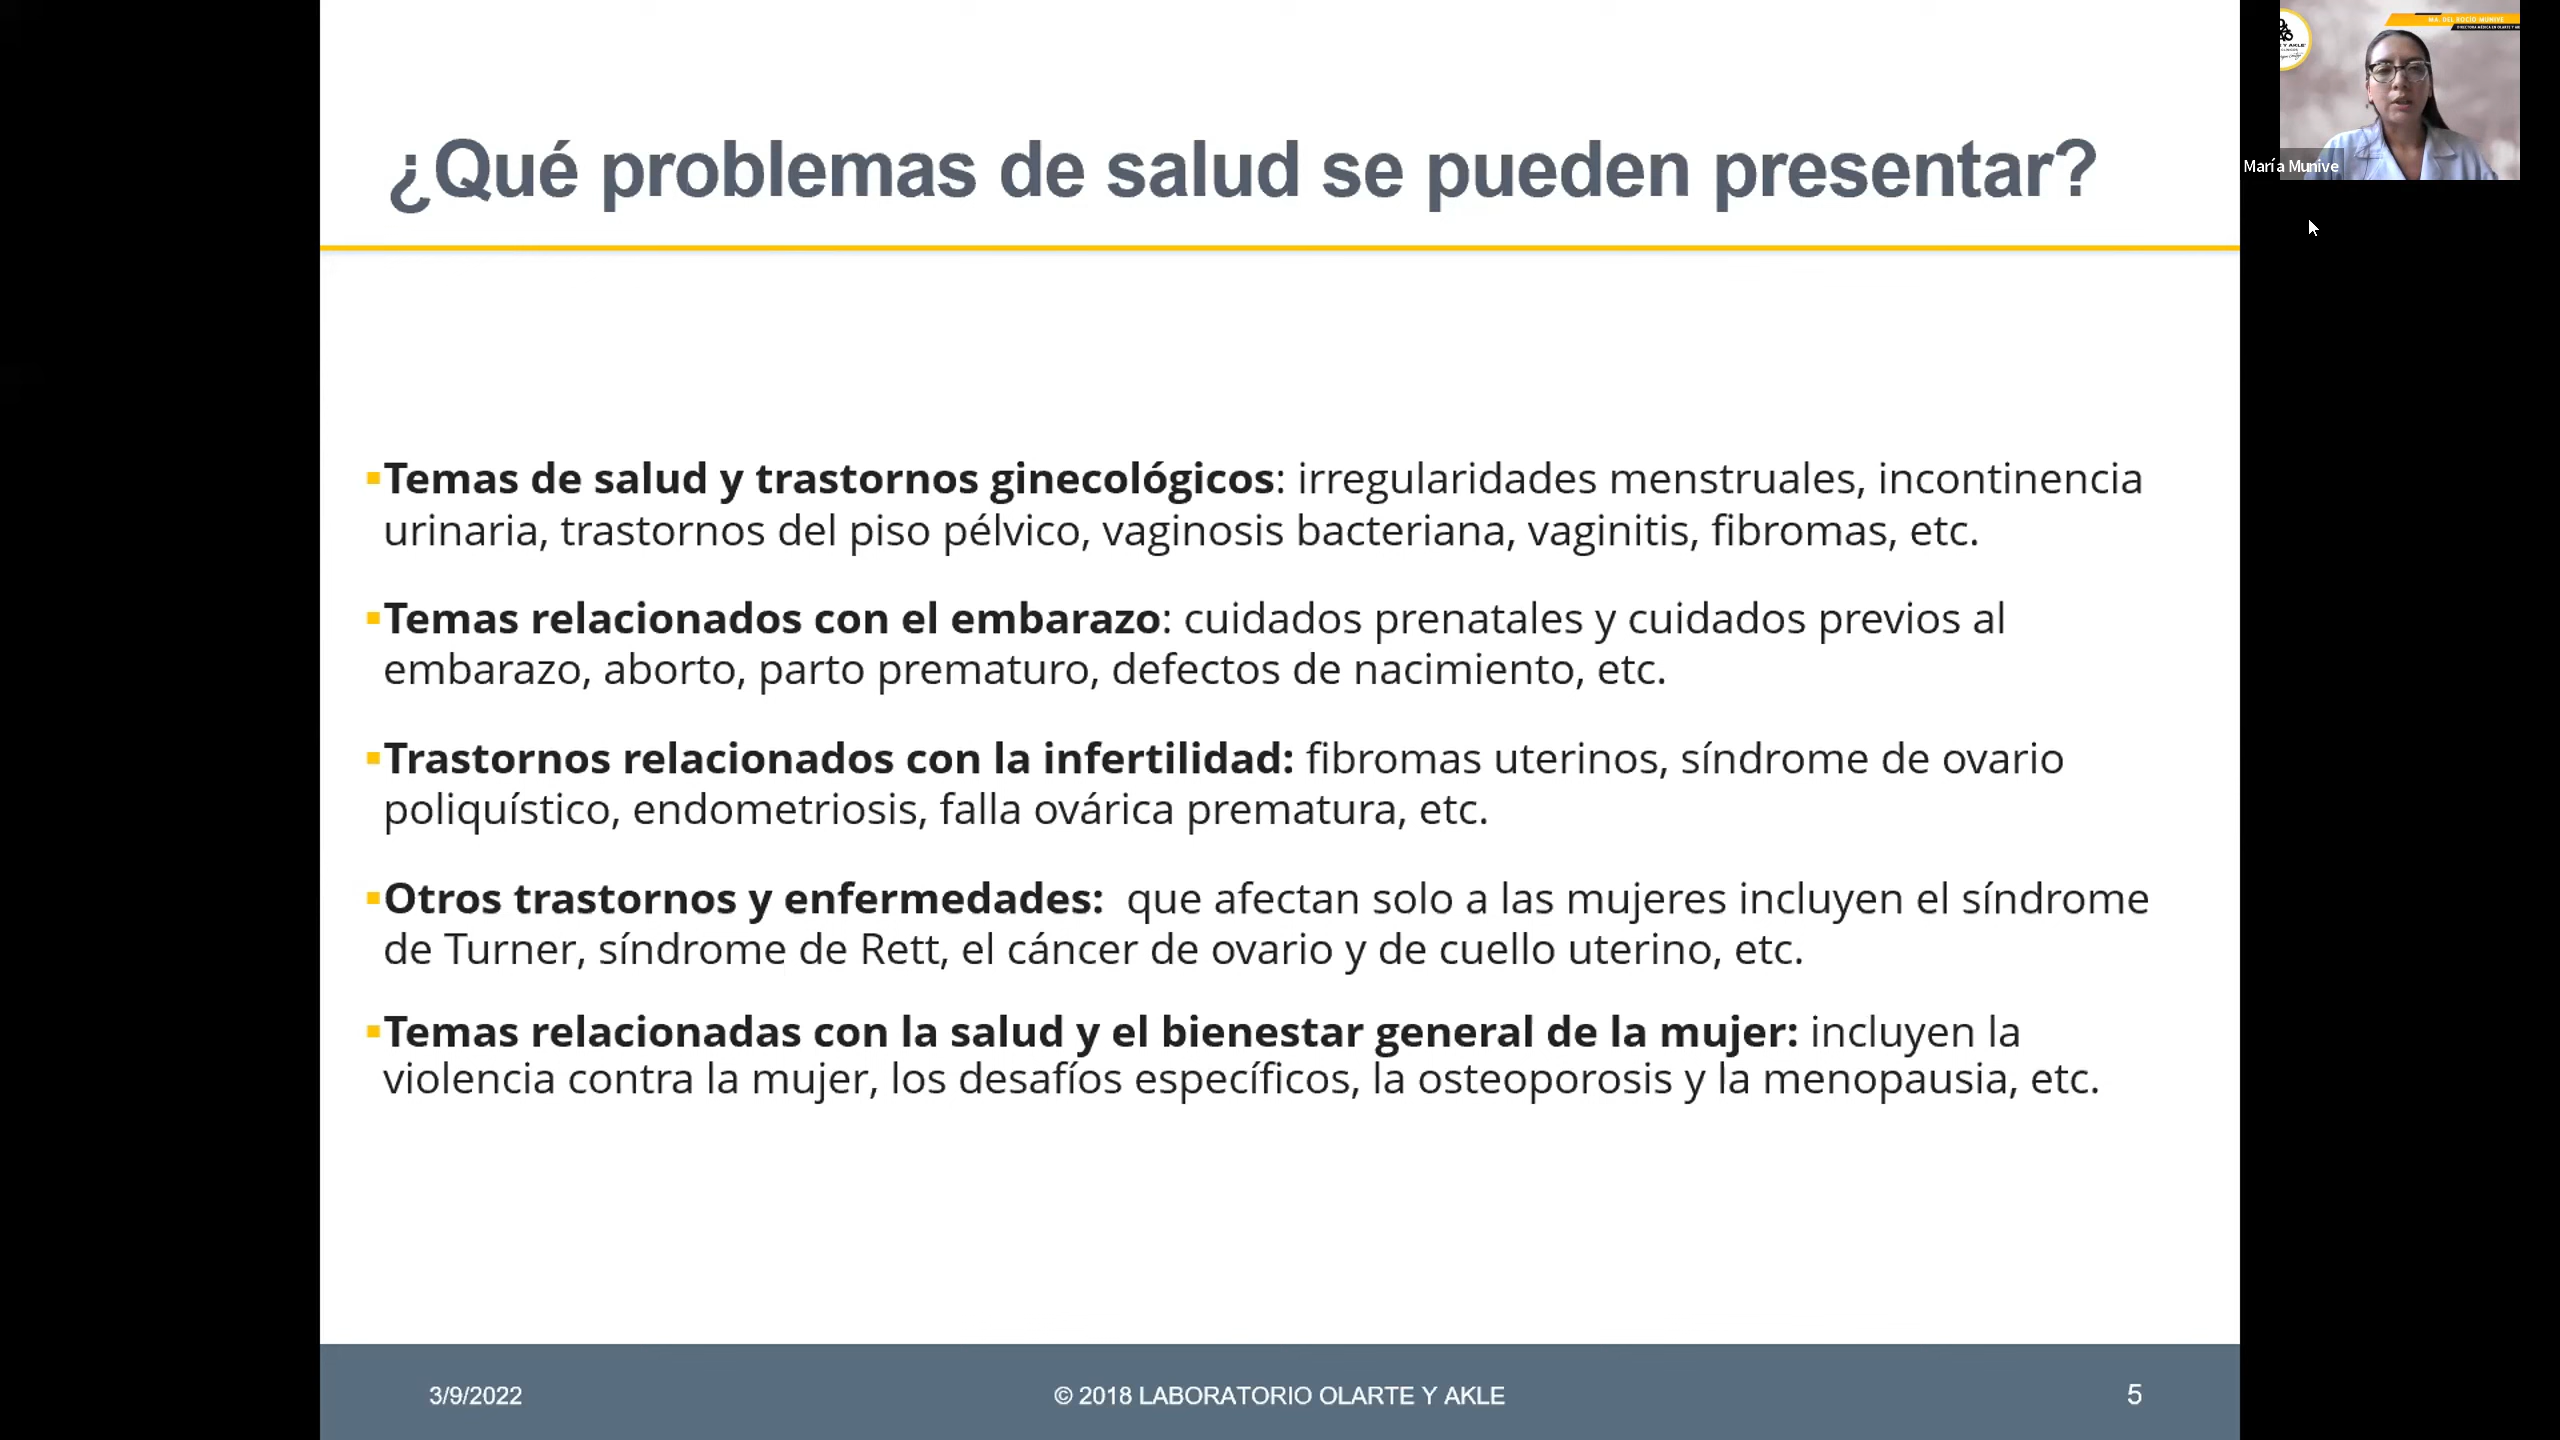 ¿Qué problemas de salud se pueden presentar?
MA. DEL ROCÍO MUNIVE
María Munive
▪Temas de salud y trastornos ginecológicos: irregularidades menstruales, incontinencia
urinaria, trastornos del piso pélvico, vaginosis bacteriana, vaginitis, fibromas, etc.
▪Temas relacionados con el embarazo: cuidados prenatales y cuidados previos al
embarazo, aborto, parto prematuro, defectos de nacimiento, etc.
▪Trastornos relacionados con la infertilidad: fibromas uterinos, síndrome de ovario
poliquístico, endometriosis, falla ovárica prematura, etc.
▪Otros trastornos y enfermedades:  que afectan solo a las mujeres incluyen el síndrome
de Turner, síndrome de Rett, el cáncer de ovario y de cuello uterino, etc.
▪Temas relacionadas con la salud y el bienestar general de la mujer: incluyen la
violencia contra la mujer, los desafíos específicos, la osteoporosis y la menopausia, etc.
3/9/2022
© 2018 LABORATORIO OLARTE Y AKLE
5